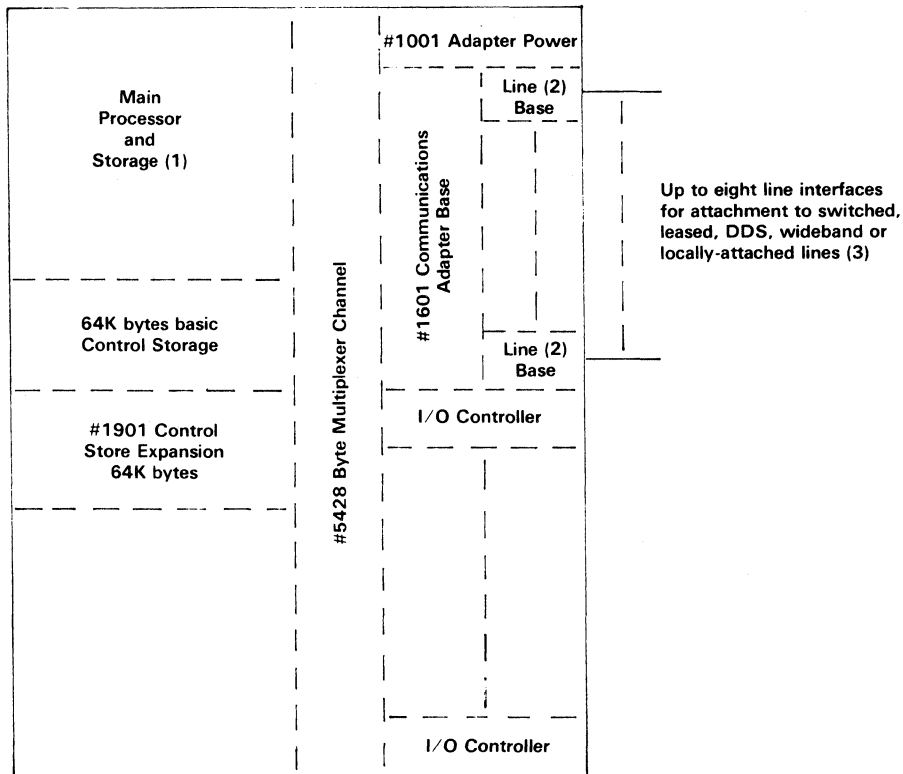 #1001 Adapter Power
Main
Processor
and
Storage (1)
Line (2)
Base
#1601 Communications
Adapter Base
Up to eight line interfaces
for attachment to switched,
leased, DDS, wideband or
locally-attached lines (3)
64K bytes basic
Control Storage
Line (2)
Base
#5428 Byte Multiplexer Channel
I/O Controller
#1901 Control
Store Expansion
64K bytes
I/O Controller